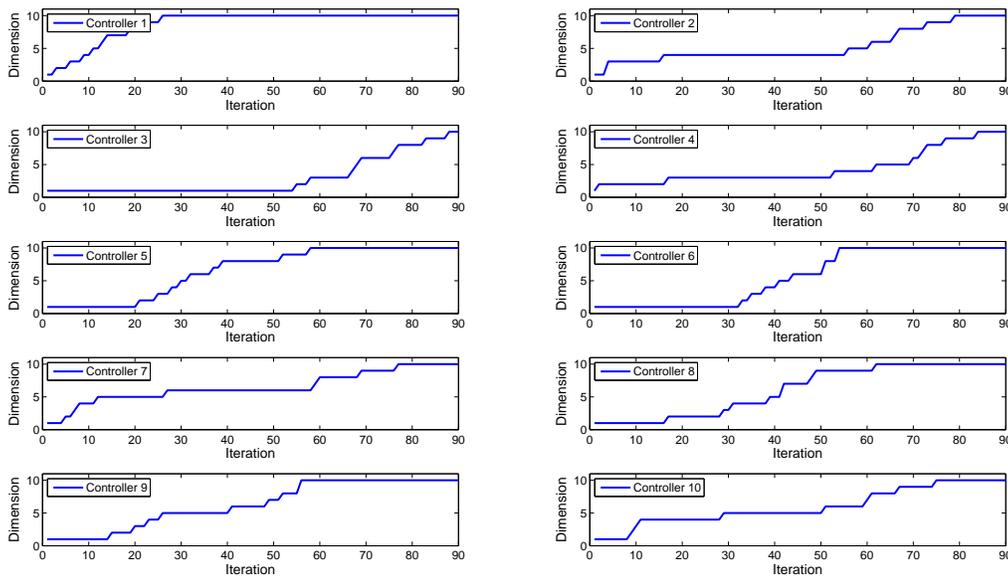 Dimension
10
5
0
Controller 1
0 10 20 30 40 50 60 70 80 90
Iteration
Dimension
10
5
0
Controller 2
0 10 20 30 40 50 60 70 80 90
Iteration
Dimension
10
5
0
Controller 3
0 10 20 30 40 50 60 70 80 90
Iteration
Dimension
10
5
0
Controller 4
0 10 20 30 40 50 60 70 80 90
Iteration
Dimension
10
5
0
Controller 5
0 10 20 30 40 50 60 70 80 90
Iteration
Dimension
10
5
0
Controller 6
0 10 20 30 40 50 60 70 80 90
Iteration
Dimension
10
5
0
Controller 7
0 10 20 30 40 50 60 70 80 90
Iteration
Dimension
10
5
0
Controller 8
0 10 20 30 40 50 60 70 80 90
Iteration
Dimension
10
5
0
Controller 9
0 10 20 30 40 50 60 70 80 90
Iteration
Dimension
10
5
0
Controller 10
0 10 20 30 40 50 60 70 80 90
Iteration